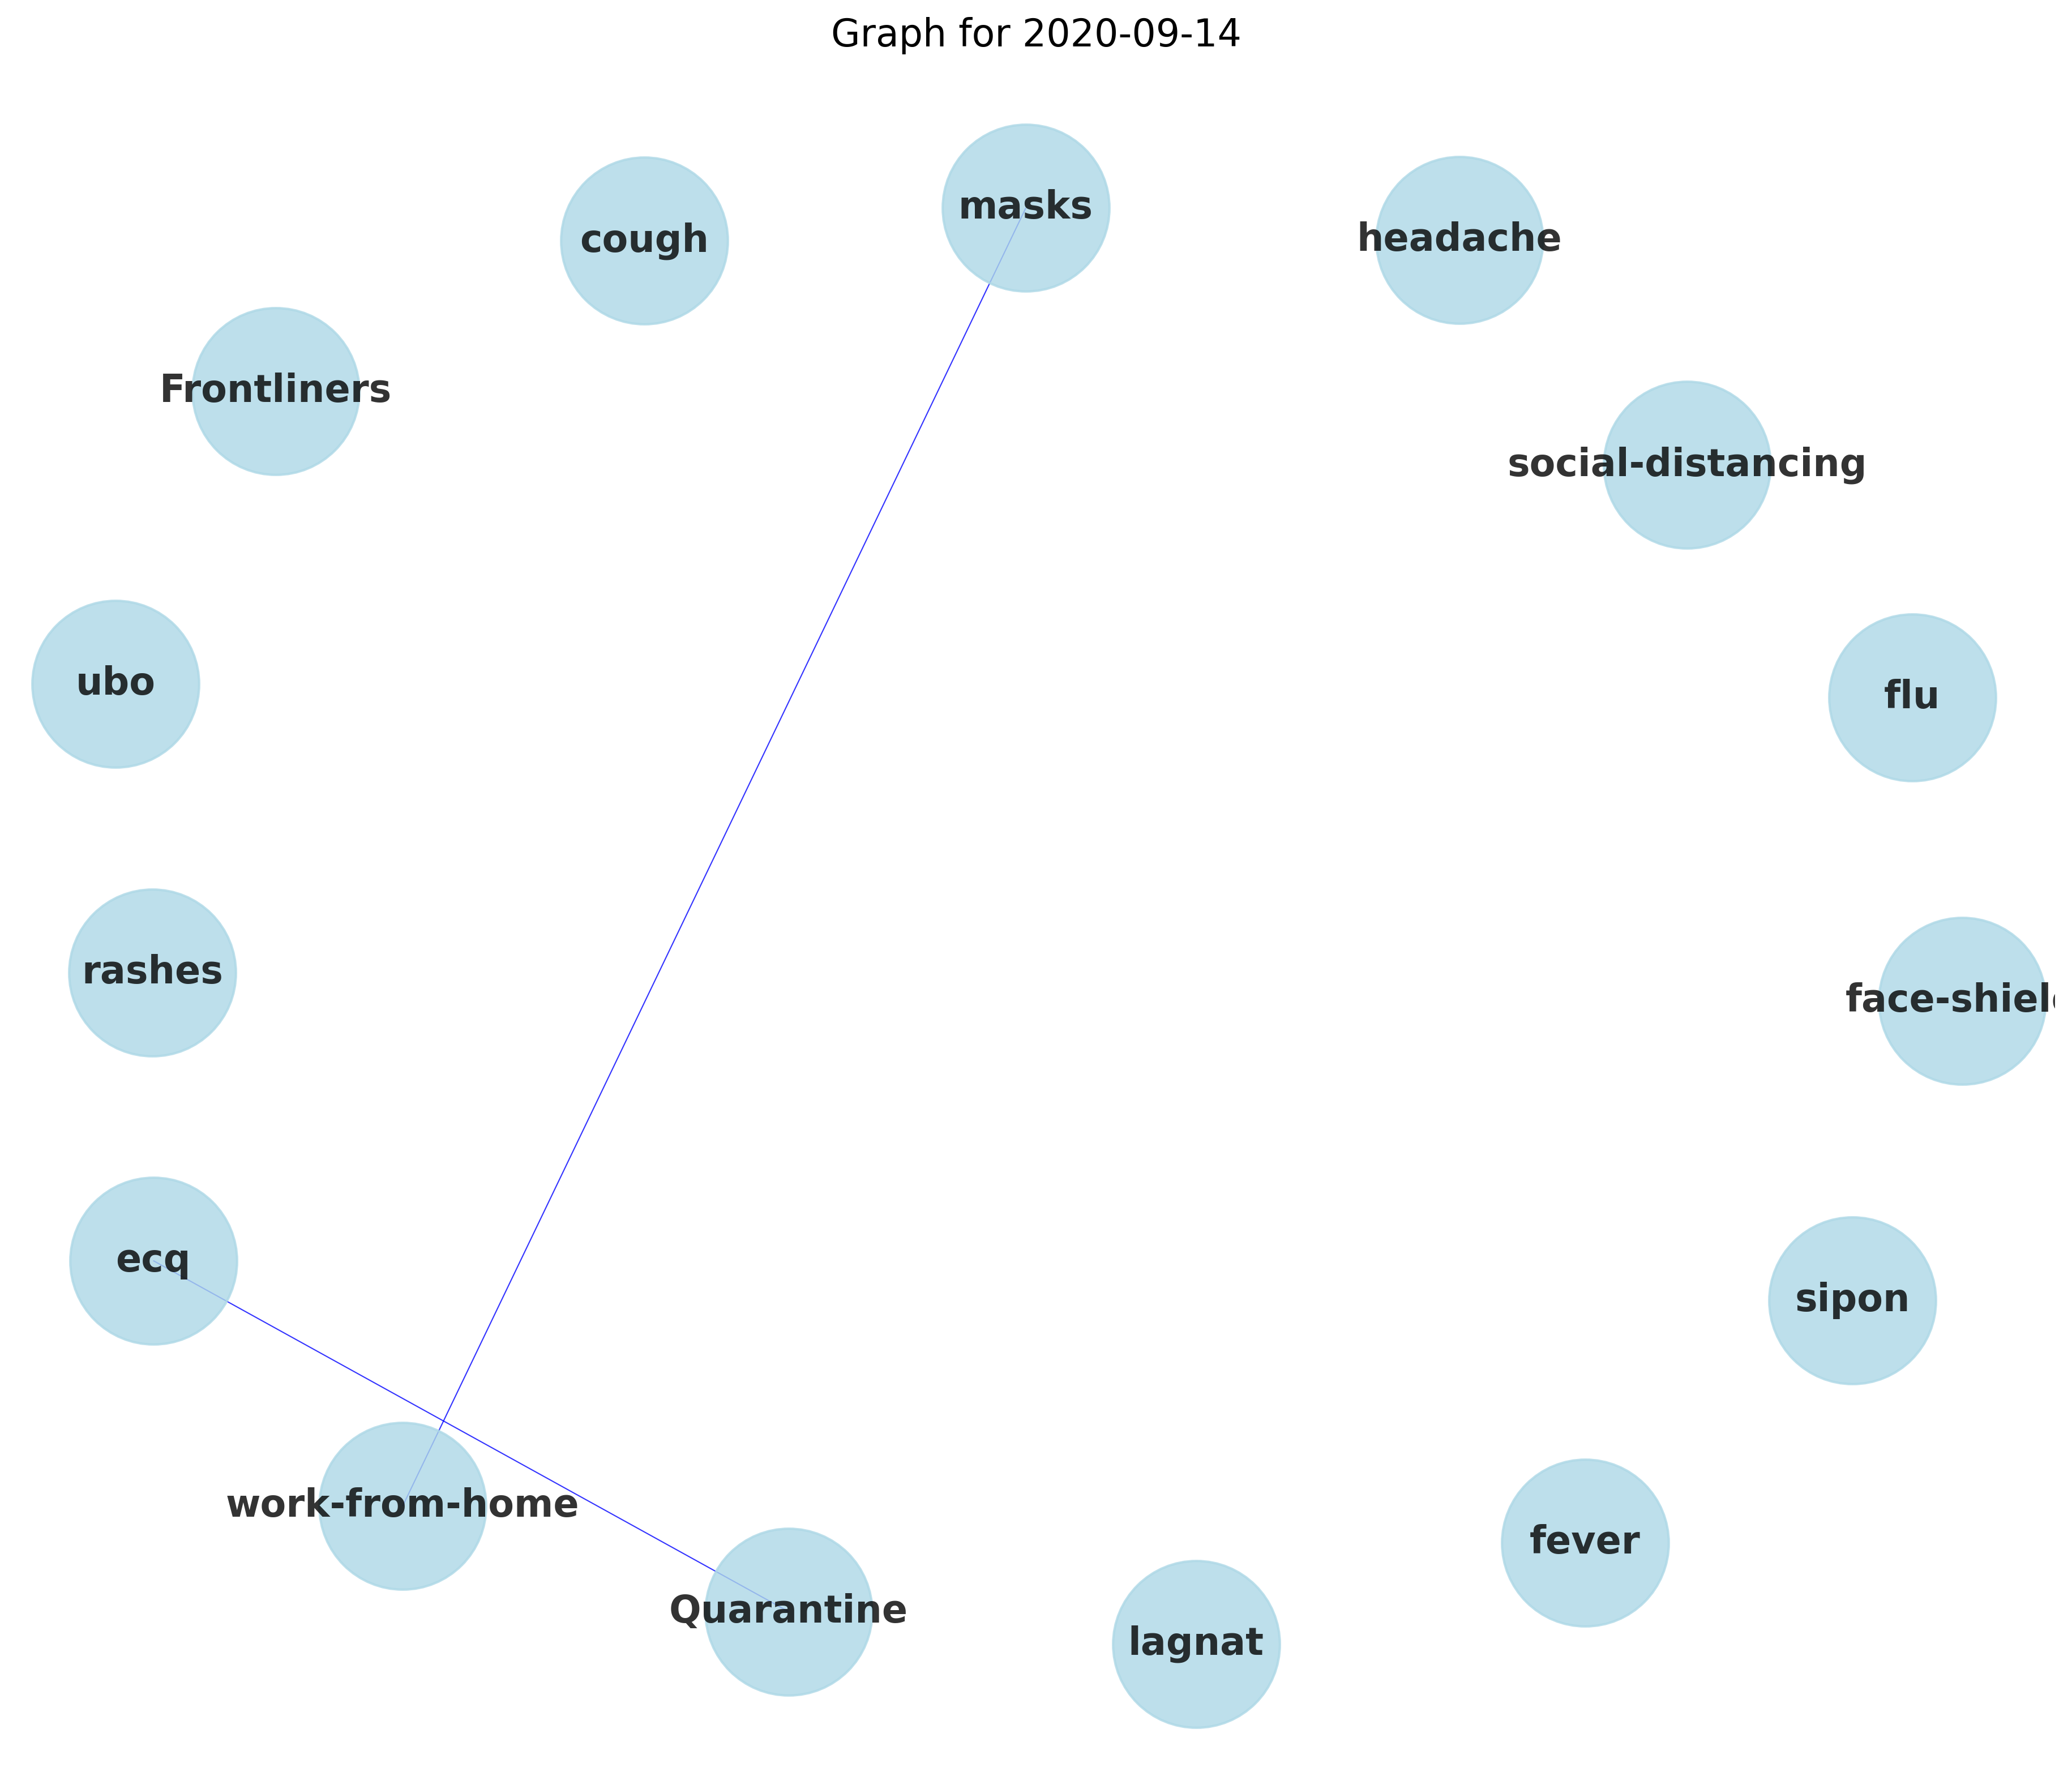 Graph for 2020-09-14
masks
cough
headache
Frontliners
social-distancing
ubo
flu
rashes
face-shiel
ecq
sipon
work-from-home
fever
Quarantine
lagnat